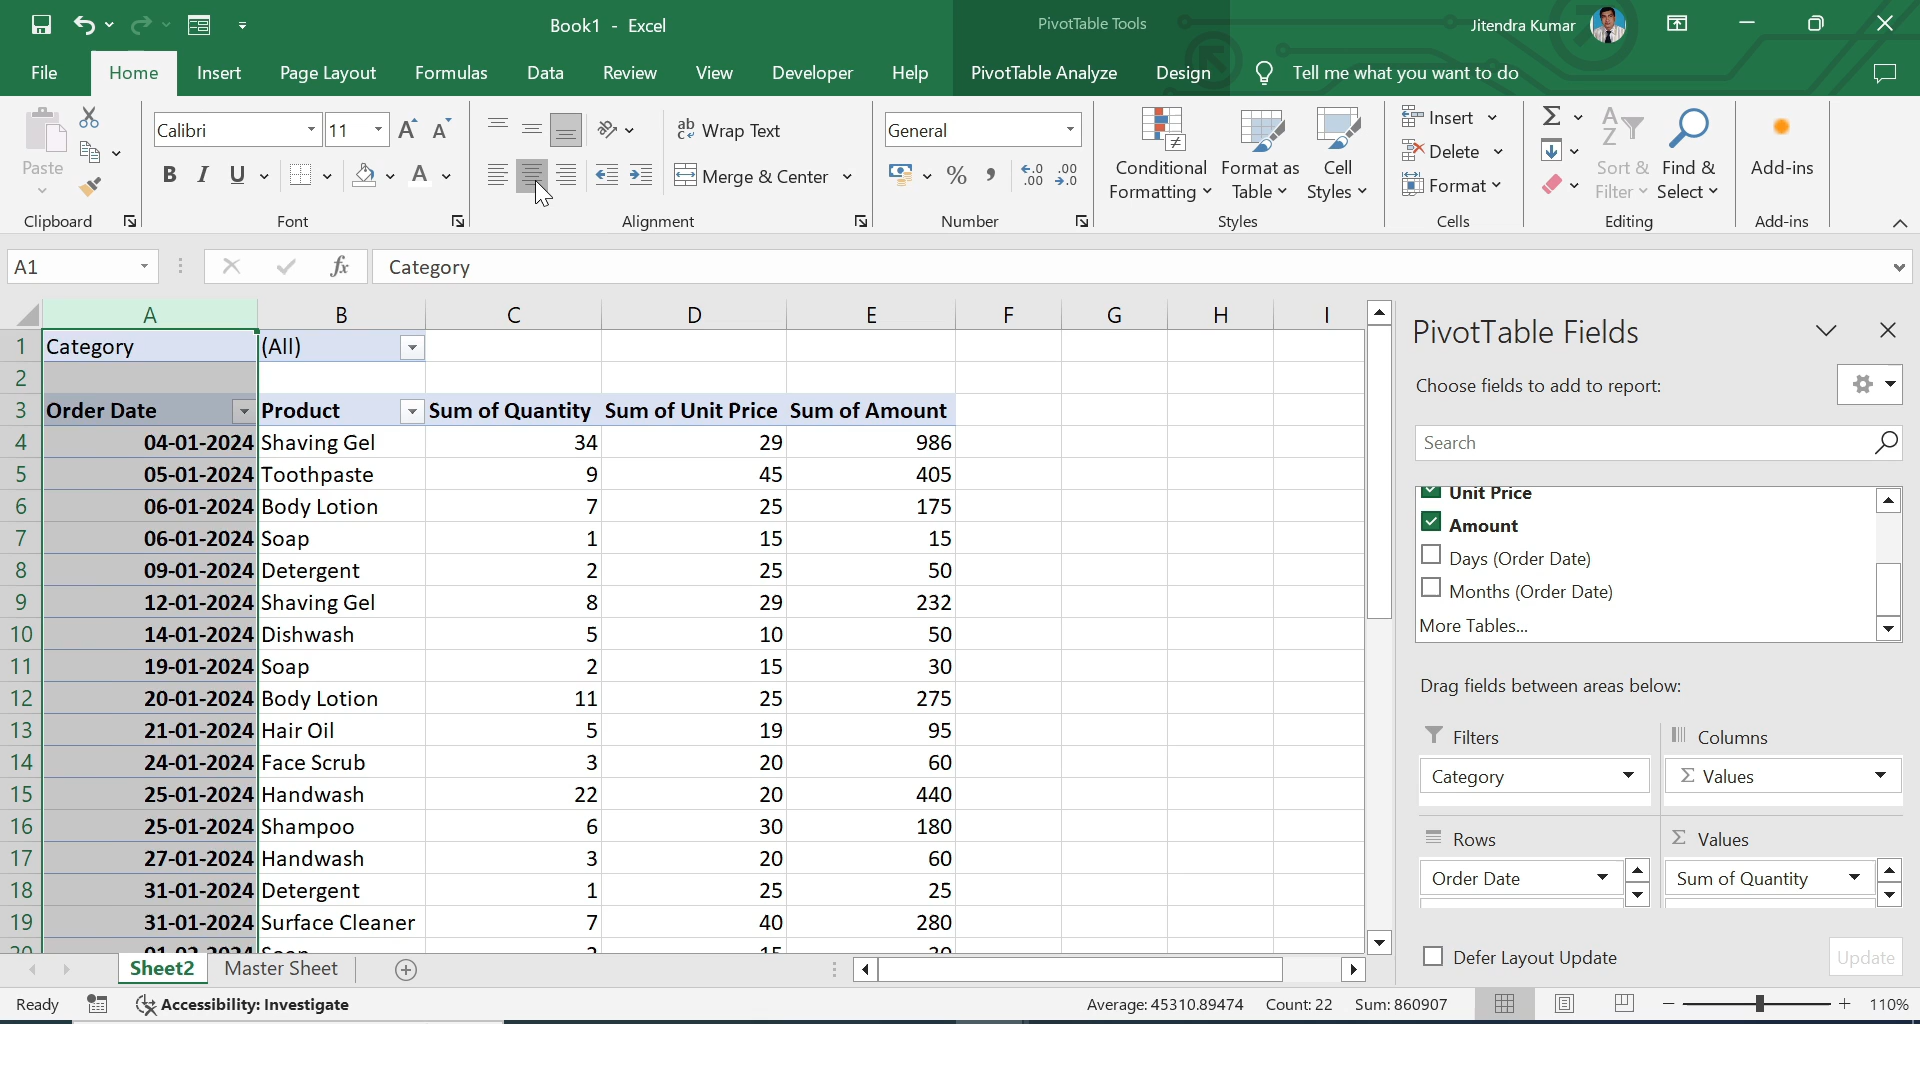 Book1 - Excel
PivotTable Tools
Jitendra Kumar
File Home Insert Page Layout Formulas Data Review View Developer Help PivotTable Analyze Design Tell me what you want to do
Paste
Clipboard
Calibri 11
B I U A
Font
ab Wrap Text
Merge & Center
Alignment
General
% , .00 .00
Number
Conditional Formatting
Format as Table
Cell Styles
Styles
Insert
Delete
Format
Cells
Sort & Filter
Find & Select
Editing
Add-ins
Add-ins
A1 fx Category
A B C D E F G H I
1 Category (All)
2
3 Order Date Product Sum of Quantity Sum of Unit Price Sum of Amount
4 04-01-2024 Shaving Gel 34 29 986
5 05-01-2024 Toothpaste 9 45 405
6 06-01-2024 Body Lotion 7 25 175
7 06-01-2024 Soap 1 15 15
8 09-01-2024 Detergent 2 25 50
9 12-01-2024 Shaving Gel 8 29 232
10 14-01-2024 Dishwash 5 10 50
11 19-01-2024 Soap 2 15 30
12 20-01-2024 Body Lotion 11 25 275
13 21-01-2024 Hair Oil 5 19 95
14 24-01-2024 Face Scrub 3 20 60
15 25-01-2024 Handwash 22 20 440
16 25-01-2024 Shampoo 6 30 180
17 27-01-2024 Handwash 3 20 60
18 31-01-2024 Detergent 1 25 25
19 31-01-2024 Surface Cleaner 7 40 280
PivotTable Fields
Choose fields to add to report:
Search
Unit Price
Amount
Days (Order Date)
Months (Order Date)
More Tables...
Drag fields between areas below:
Filters
Category
Columns
Σ Values
Rows
Order Date
Σ Values
Sum of Quantity
Defer Layout Update Update
Sheet2 Master Sheet
Ready Accessibility: Investigate Average: 45310.89474 Count: 22 Sum: 860907 110%